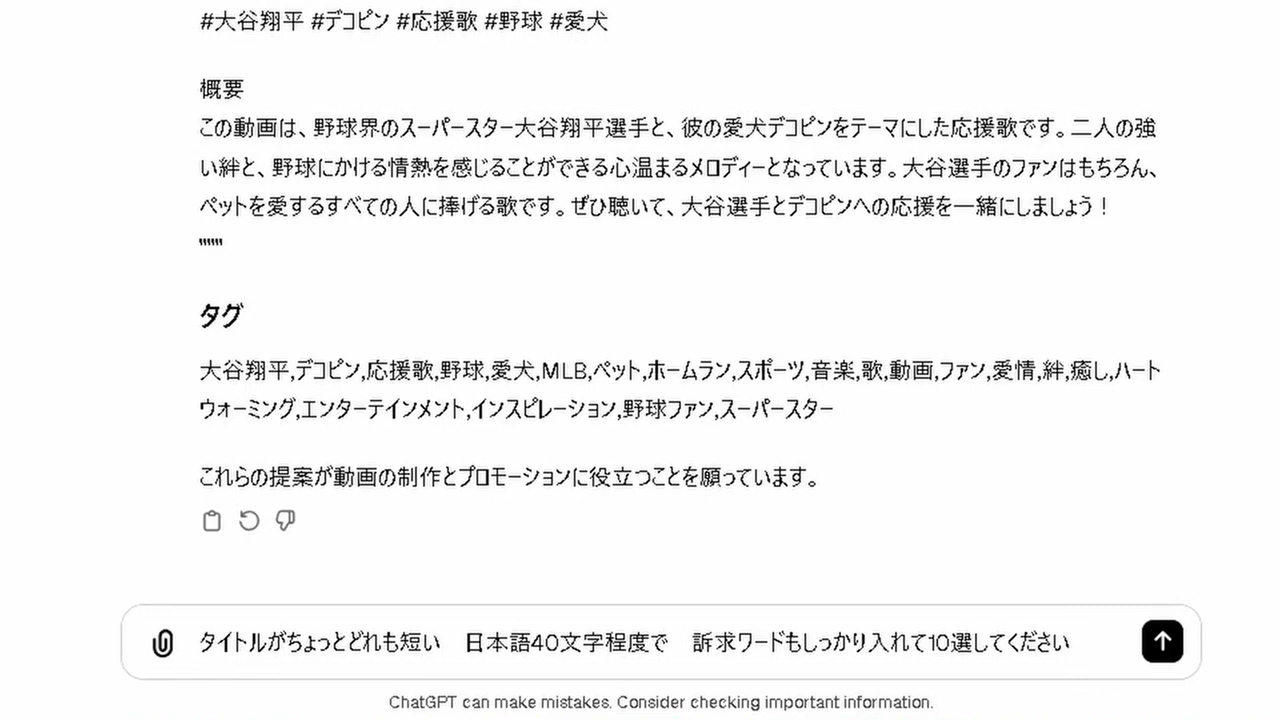 #大谷翔平 #デコピン #応援歌 #野球 #愛犬
概要
この動画は、野球界のスーパースター大谷翔平選手と、彼の愛犬デコピンをテーマにした応援歌です。二人の強
い絆と、野球にかける情熱を感じることができる心温まるメロディーとなっています。大谷選手のファンはもちろん、
ペットを愛するすべての人に捧げる歌です。ぜひ聴いて、大谷選手とデコピンへの応援を一緒にしましょう！
""""
タグ
大谷翔平,デコピン,応援歌,野球,愛犬,MLB,ペット,ホームラン,スポーツ,音楽,歌,動画,ファン,愛情,絆,癒し,ハート
ウォーミング,エンターテインメント,インスピレーション,野球ファン,スーパースター
これらの提案が動画の制作とプロモーションに役立つことを願っています。
タイトルがちょっとどれも短い　日本語40文字程度で　訴求ワードもしっかり入れて10選してください
ChatGPT can make mistakes. Consider checking important information.